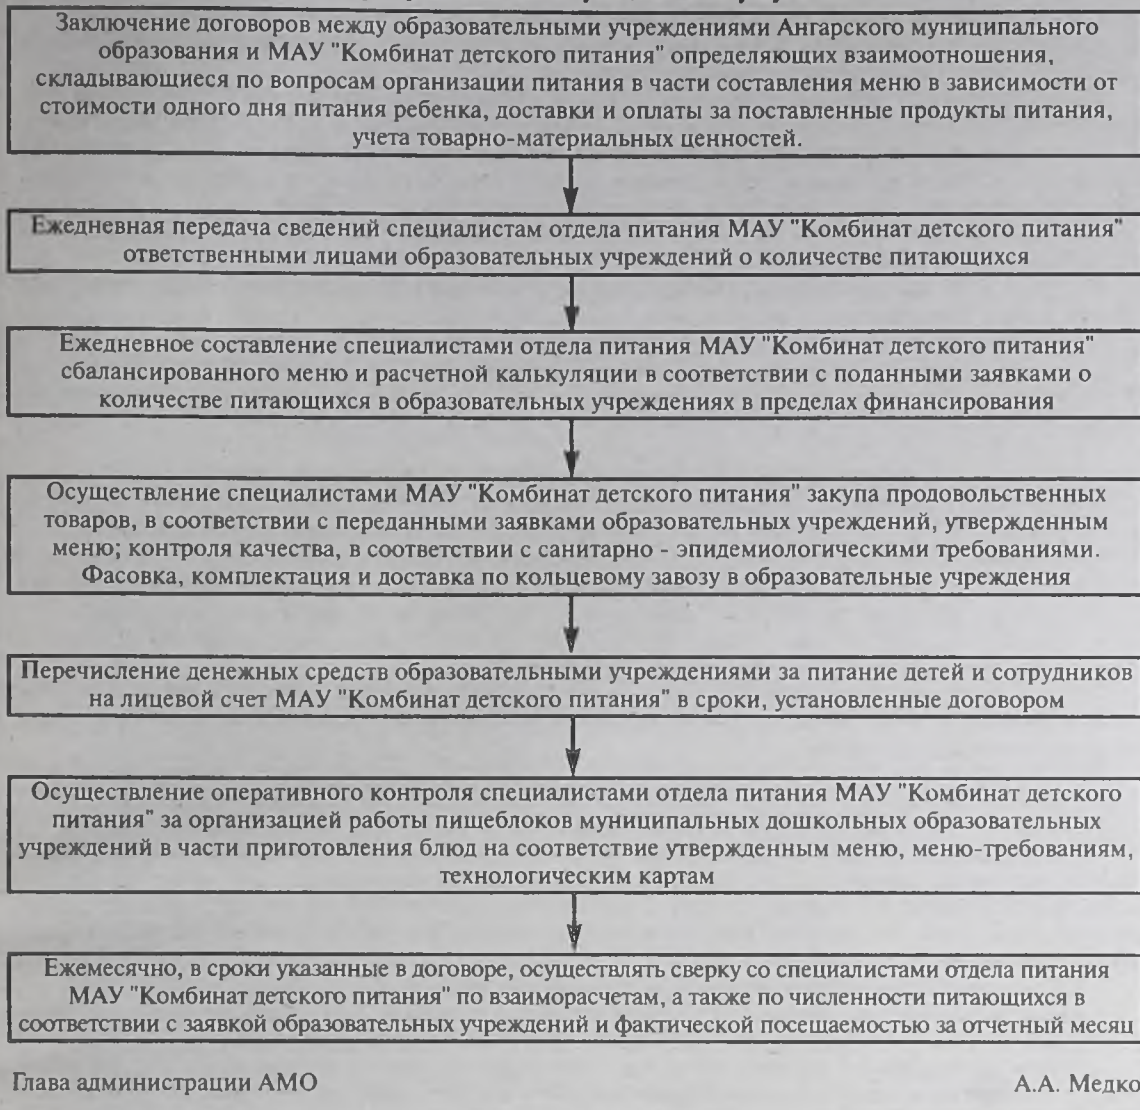 Заключение договоров между образовательными учреждениями Ангарского муниципального
образования и МАУ "Комбинат детского питания" определяющих взаимоотношения,
складывающиеся по вопросам организации питания в части составления меню в зависимости от
стоимости одного дня питания ребенка, доставки и оплаты за поставленные продукты питания,
учета товарно-материальных ценностей.
Ежедневная передача сведений специалистам отдела питания МАУ "Комбинат детского питания"
ответственными лицами образовательных учреждений о количестве питающихся
Ежедневное составление специалистами отдела питания МАУ "Комбинат детского питания"
сбалансированного меню и расчетной калькуляции в соответствии с поданными заявками о
количестве питающихся в образовательных учреждениях в пределах финансирования
Осуществление специалистами МАУ "Комбинат детского питания" закупа продовольственных
товаров, в соответствии с переданными заявками образовательных учреждений, утвержденным
меню; контроля качества, в соответствии с санитарно - эпидемиологическими требованиями.
Фасовка, комплектация и доставка по кольцевому завозу в образовательные учреждения
Перечисление денежных средств образовательными учреждениями за питание детей и сотрудников
на лицевой счет МАУ "Комбинат детского питания" в сроки, установленные договором
Осуществление оперативного контроля специалистами отдела питания МАУ "Комбинат детского
питания" за организацией работы пищеблоков муниципальных дошкольных образовательных
учреждений в части приготовления блюд на соответствие утвержденным меню, меню-требованиям,
технологическим картам
Ежемесячно, в сроки указанные в договоре, осуществлять сверку со специалистами отдела питания
МАУ "Комбинат детского питания" по взаиморасчетам, а также по численности питающихся в
соответствии с заявкой образовательных учреждений и фактической посещаемостью за отчетный месяц
Глава администрации АМО А.А. Медко